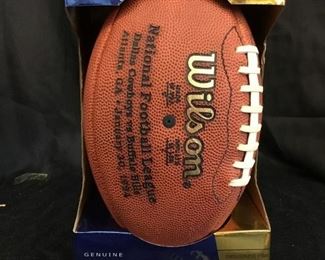 Wilson
National Football League
Dallas Cowboys vs Buffalo Bills
Atlanta, GA / January 30, 1994
GENUINE